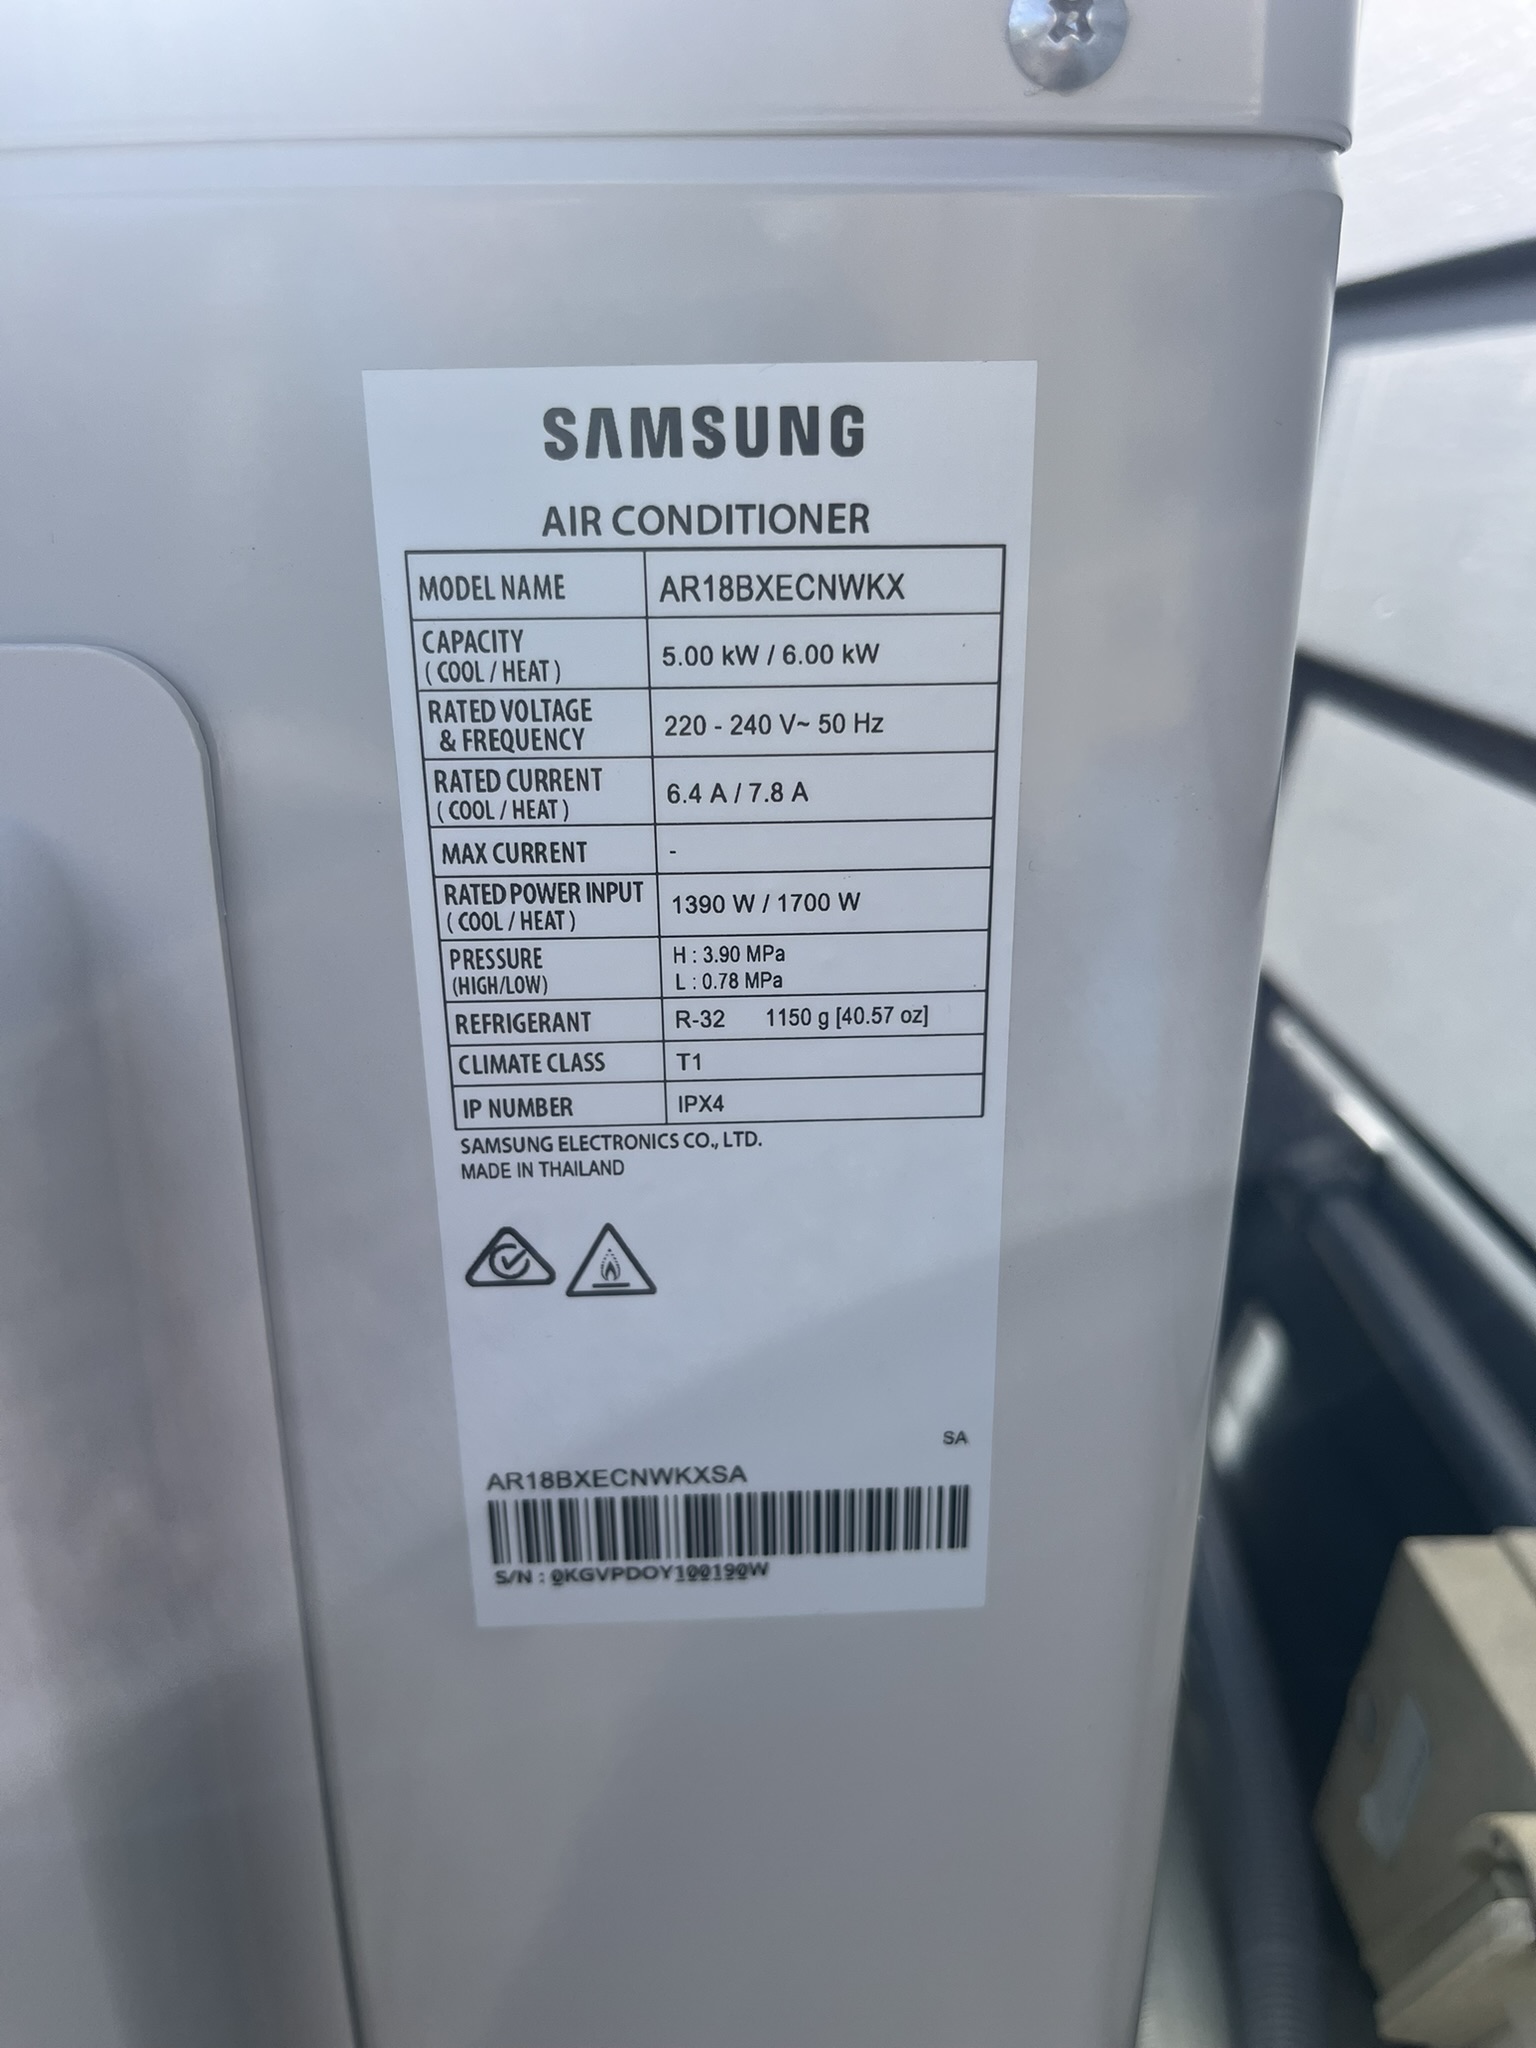 SAMSUNG
AIR CONDITIONER
MODEL NAME AR18BXECNWKX
CAPACITY
( COOL / HEAT ) 5.00 kW / 6.00 kW
RATED VOLTAGE
& FREQUENCY 220 - 240 V~ 50 Hz
RATED CURRENT
( COOL / HEAT ) 6.4 A / 7.8 A
MAX CURRENT -
RATED POWER INPUT
( COOL / HEAT ) 1390 W / 1700 W
PRESSURE H : 3.90 MPa
(HIGH/LOW) L : 0.78 MPa
REFRIGERANT R-32 1150 g [40.57 oz]
CLIMATE CLASS T1
IP NUMBER IPX4
SAMSUNG ELECTRONICS CO., LTD.
MADE IN THAILAND
SA
AR18BXECNWKXSA
S/N : 0KGVPDOY100190W